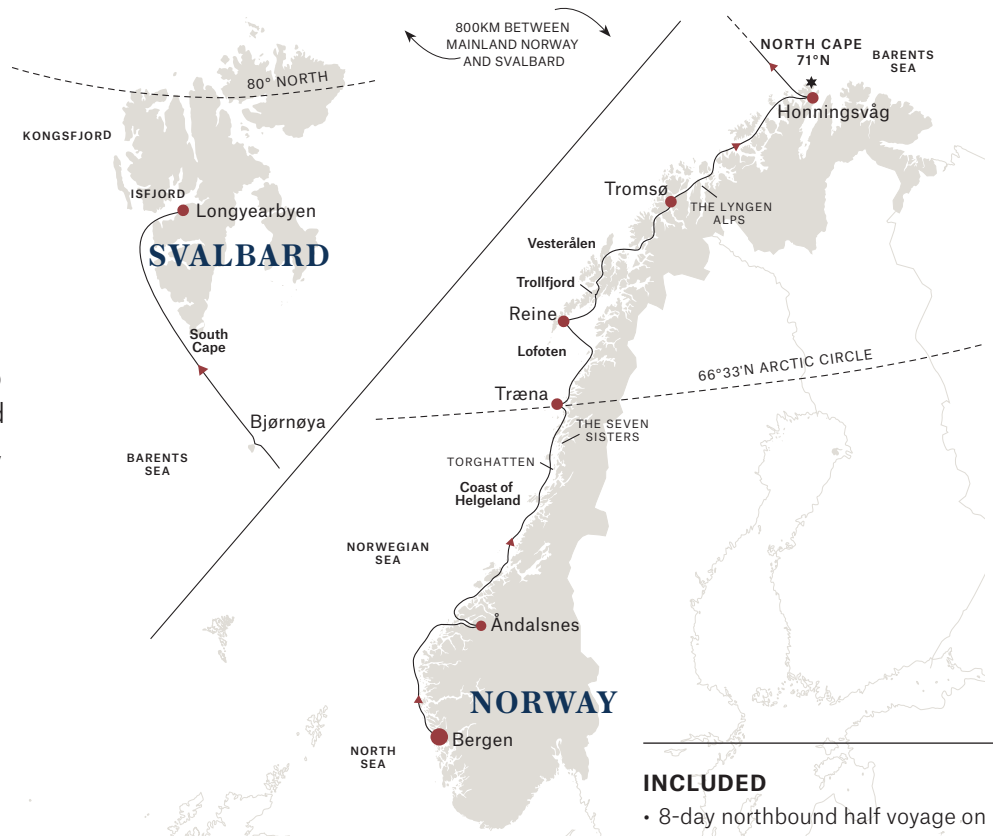 800KM BETWEEN
MAINLAND NORWAY
AND SVALBARD
NORTH CAPE
71°N
BARENTS
SEA
80° NORTH
Honningsvåg
KONGSFJORD
ISFJORD
Longyearbyen
Tromsø
THE LYNGEN
ALPS
SVALBARD
Vesterålen
Trollfjord
Reine
South
Cape
Lofoten
66°33'N ARCTIC CIRCLE
Træna
Bjørnøya
THE SEVEN
SISTERS
BARENTS
SEA
TORGHATTEN
Coast of
Helgeland
NORWEGIAN
SEA
Åndalsnes
NORWAY
Bergen
NORTH
SEA
INCLUDED
• 8-day northbound half voyage on